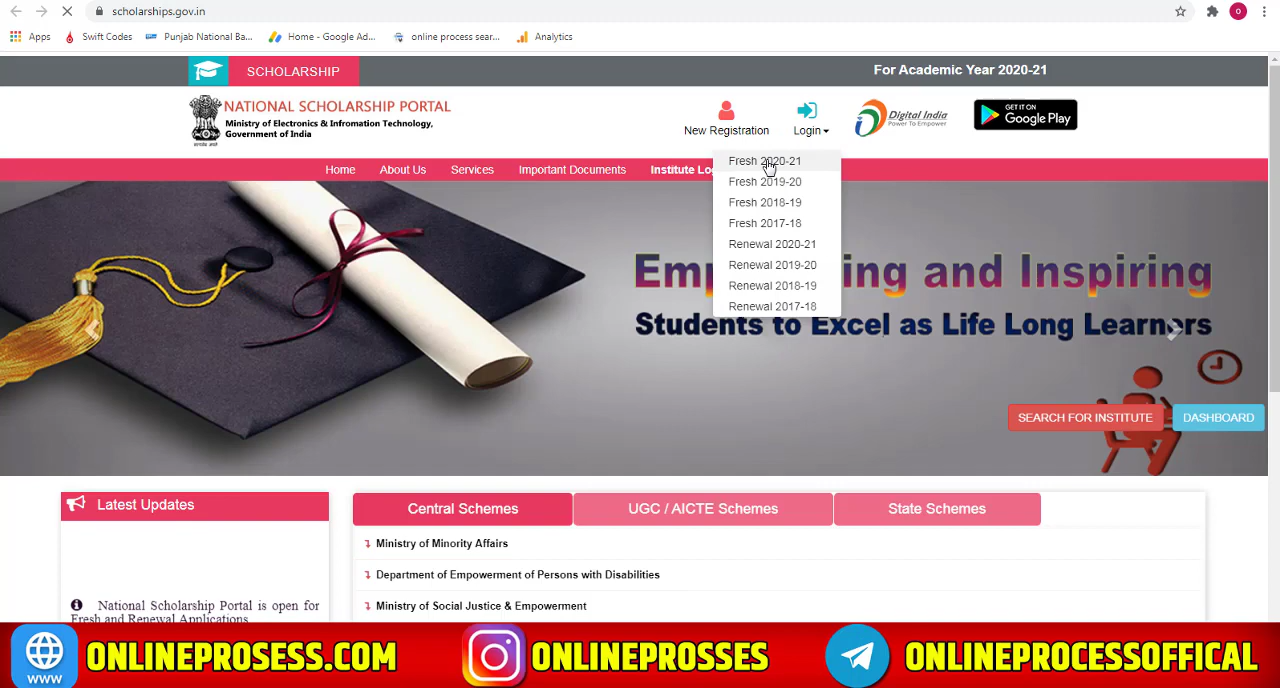 scholarships.gov.in
O
Apps Swift Codes Punjab National Ba... Home - Google Ad... online process sear... Analytics
SCHOLARSHIP
For Academic Year 2020-21
NATIONAL SCHOLARSHIP PORTAL
Ministry of Electronics & Infromation Technology,
Government of India
New Registration
Login
Digital India
Power To Empower
GET IT ON
Google Play
Home About Us Services Important Documents Institute Log
Fresh 2020-21
Fresh 2019-20
Fresh 2018-19
Fresh 2017-18
Renewal 2020-21
Renewal 2019-20
Renewal 2018-19
Renewal 2017-18
Emp ing and Inspiring
Students to Excel as Life Long Learners
SEARCH FOR INSTITUTE DASHBOARD
Latest Updates
Central Schemes UGC / AICTE Schemes State Schemes
Ministry of Minority Affairs
Department of Empowerment of Persons with Disabilities
Ministry of Social Justice & Empowerment
National Scholarship Portal is open for
Fresh and Renewal Applications
WWW
ONLINEPROSESS.COM
ONLINEPROSSES
ONLINEPROCESSOFFICAL